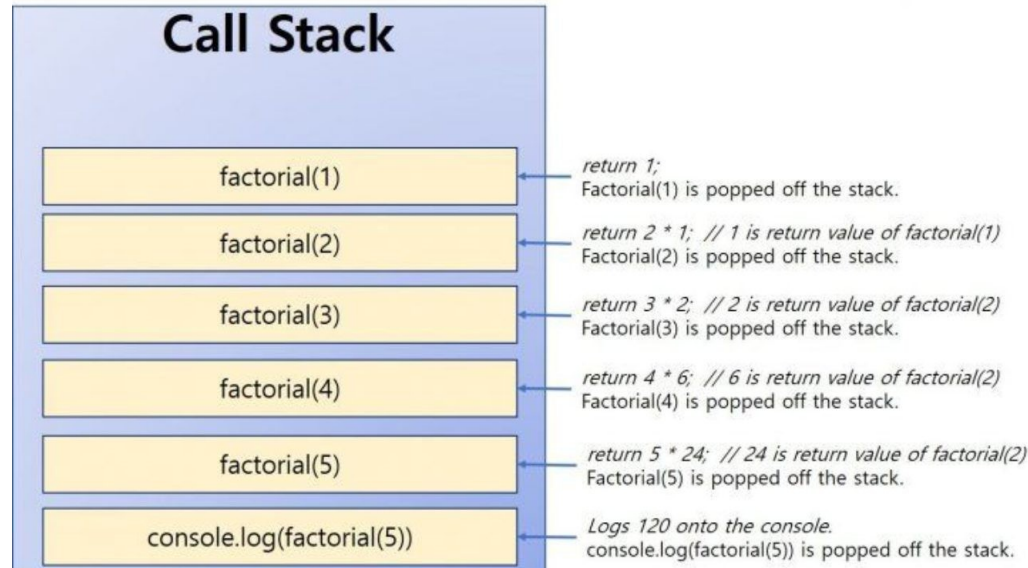 Call Stack
factorial(1)
return 1;
Factorial(1) is popped off the stack.
factorial(2)
return 2 * 1; // 1 is return value of factorial(1)
Factorial(2) is popped off the stack.
factorial(3)
return 3 * 2; // 2 is return value of factorial(2)
Factorial(3) is popped off the stack.
factorial(4)
return 4 * 6; // 6 is return value of factorial(2)
Factorial(4) is popped off the stack.
factorial(5)
return 5 * 24; // 24 is return value of factorial(2)
Factorial(5) is popped off the stack.
console.log(factorial(5))
Logs 120 onto the console.
console.log(factorial(5)) is popped off the stack.